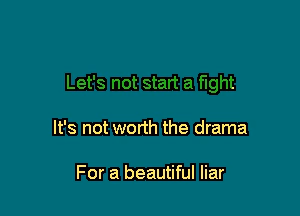 Let's not start a fight
It's not worth the drama
For a beautiful liar